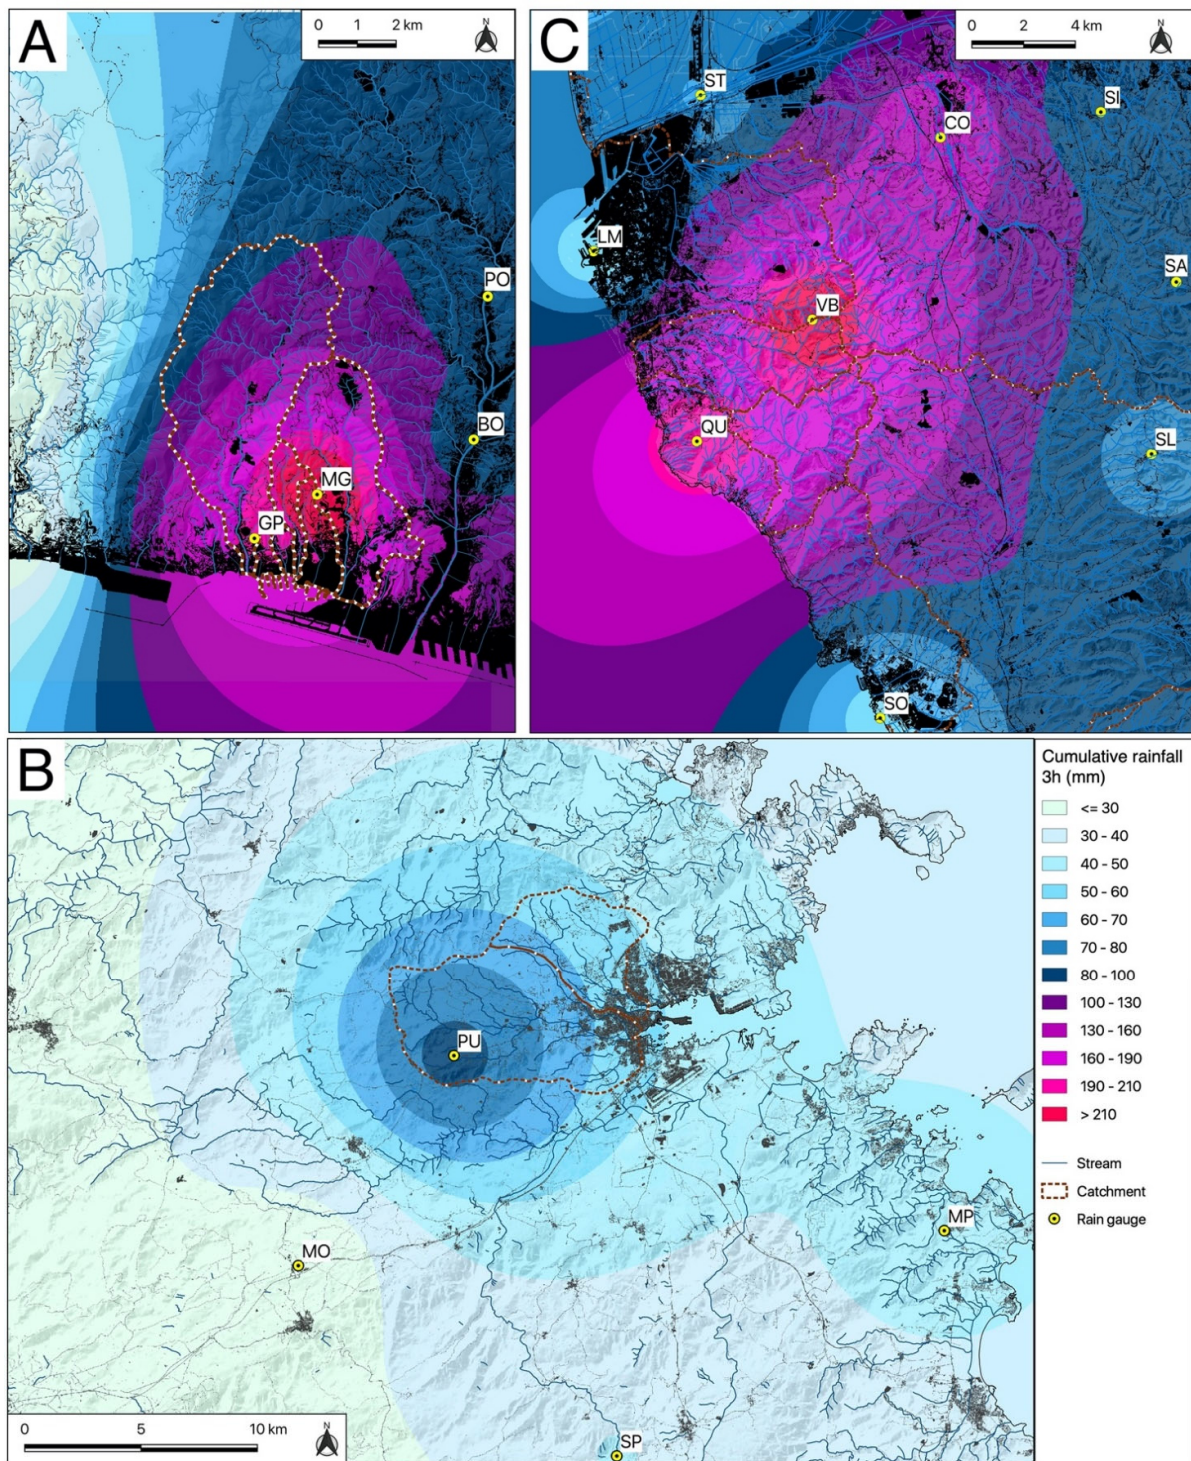 A
0 1 2 km
N
PO
BO
MG
GP
C
0 2 4 km
N
ST
SI
CO
LM
SA
VB
QU
SL
SO
B
PU
MO
MP
SP
0 5 10 km
N
Cumulative rainfall
3h (mm)
<= 30
30 - 40
40 - 50
50 - 60
60 - 70
70 - 80
80 - 100
100 - 130
130 - 160
160 - 190
190 - 210
> 210
Stream
Catchment
Rain gauge